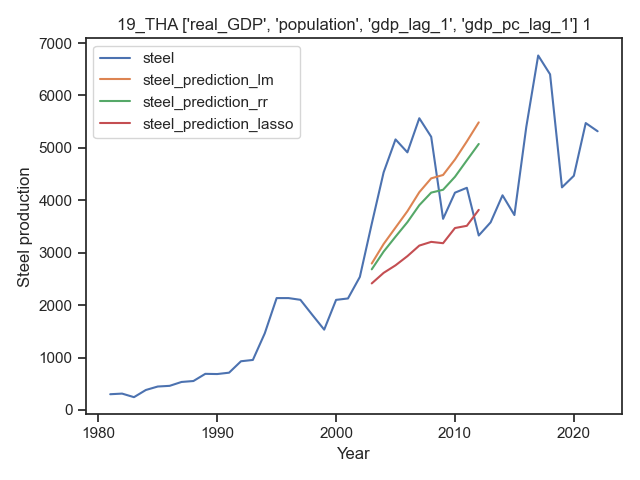 19_THA ['real_GDP', 'population', 'gdp_lag_1', 'gdp_pc_lag_1'] 1
7000
6000
5000
4000
3000
2000
1000
0
Steel production
steel
steel_prediction_lm
steel_prediction_rr
steel_prediction_lasso
1980
1990
2000
2010
2020
Year